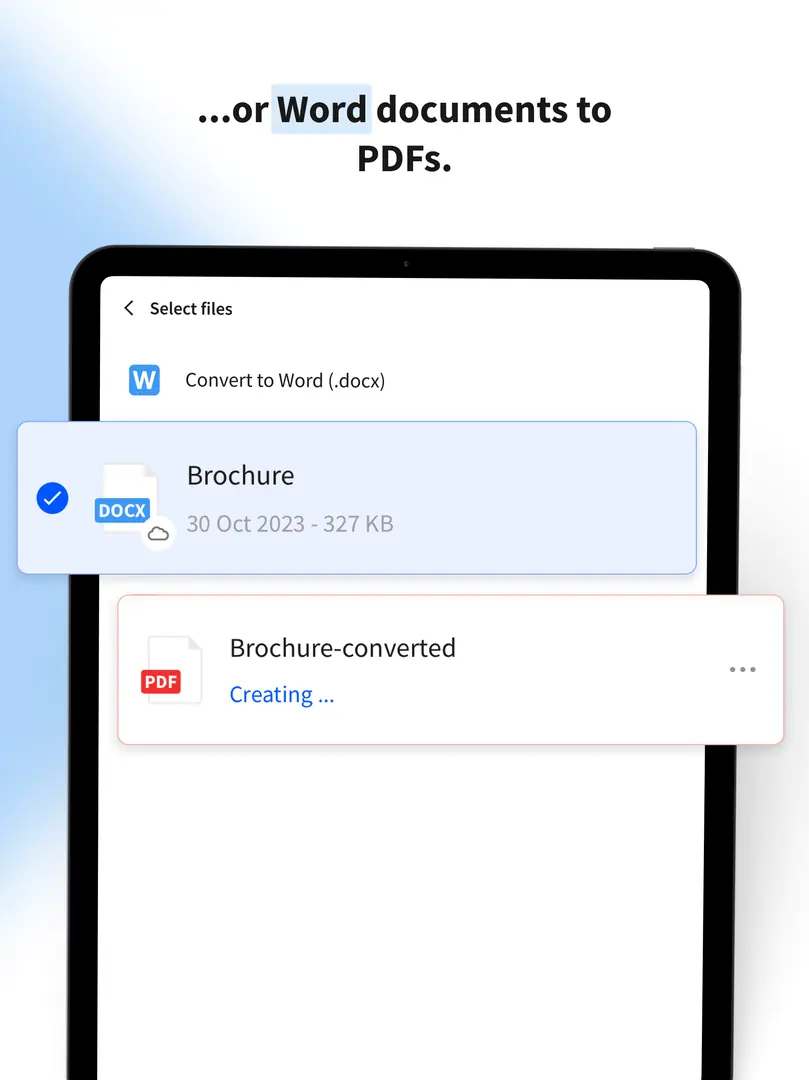 ...or Word documents to
PDFs.
Select files
W
Convert to Word (.docx)
Brochure
DOCX
30 Oct 2023 - 327 KB
Brochure-converted
PDF
Creating ...